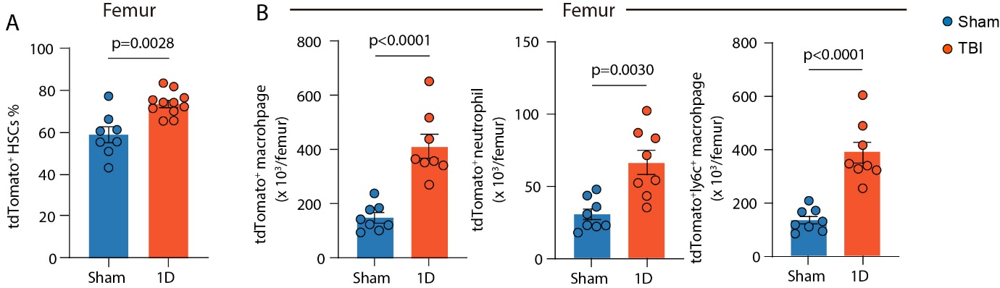 A
Femur
tdTomato⁺ HSCs %
100
80
60
40
20
0
p=0.0028
Sham
1D
B
Femur
tdTomato⁺ macrohpage
(x 10³/femur)
800
600
400
200
0
p<0.0001
Sham
1D
tdTomato⁺ neutrophil
(x 10³/femur)
150
100
50
0
p=0.0030
Sham
1D
tdTomato⁺ly6c⁺ macrohpage
(x 10³/femur)
800
600
400
200
0
p<0.0001
Sham
1D
Sham
TBI